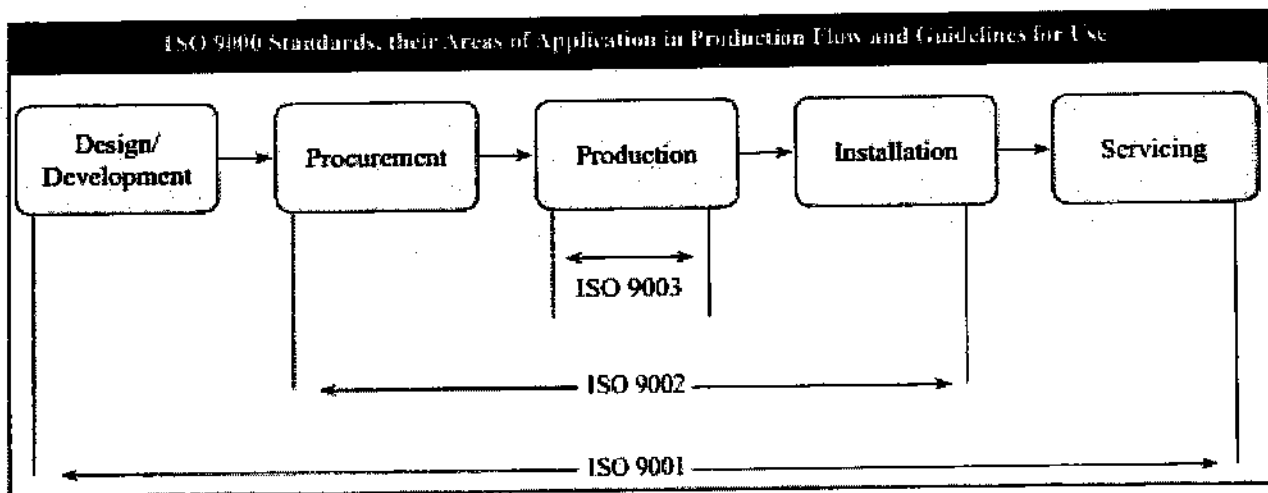 ISO 9000 Standards, their Areas of Application in Production Flow and Guidelines for Use
Design/
Development
Procurement
Production
Installation
Servicing
ISO 9003
ISO 9002
ISO 9001